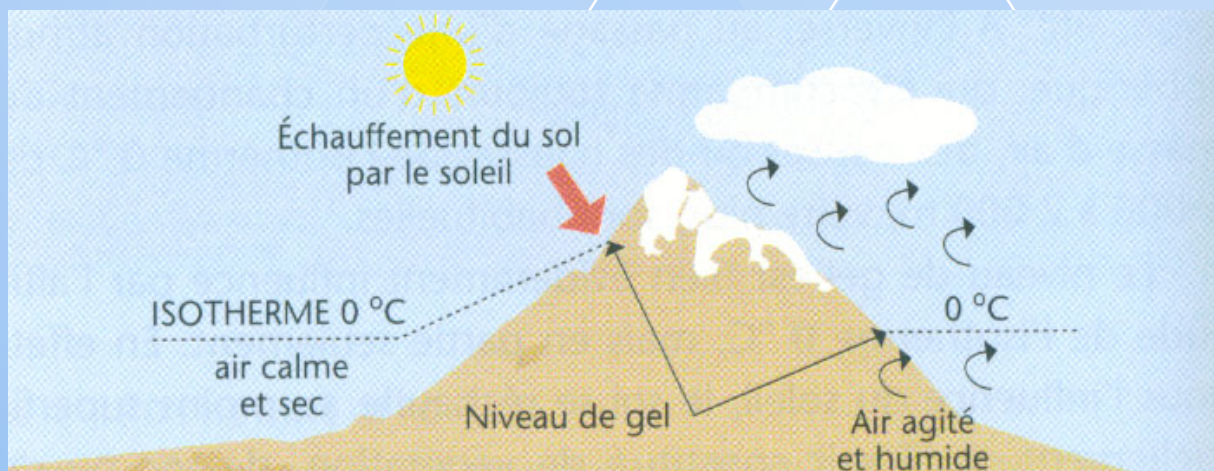 Échauffement du sol
par le soleil
ISOTHERME 0 °C
air calme
et sec
Niveau de gel
0 °C
Air agité
et humide